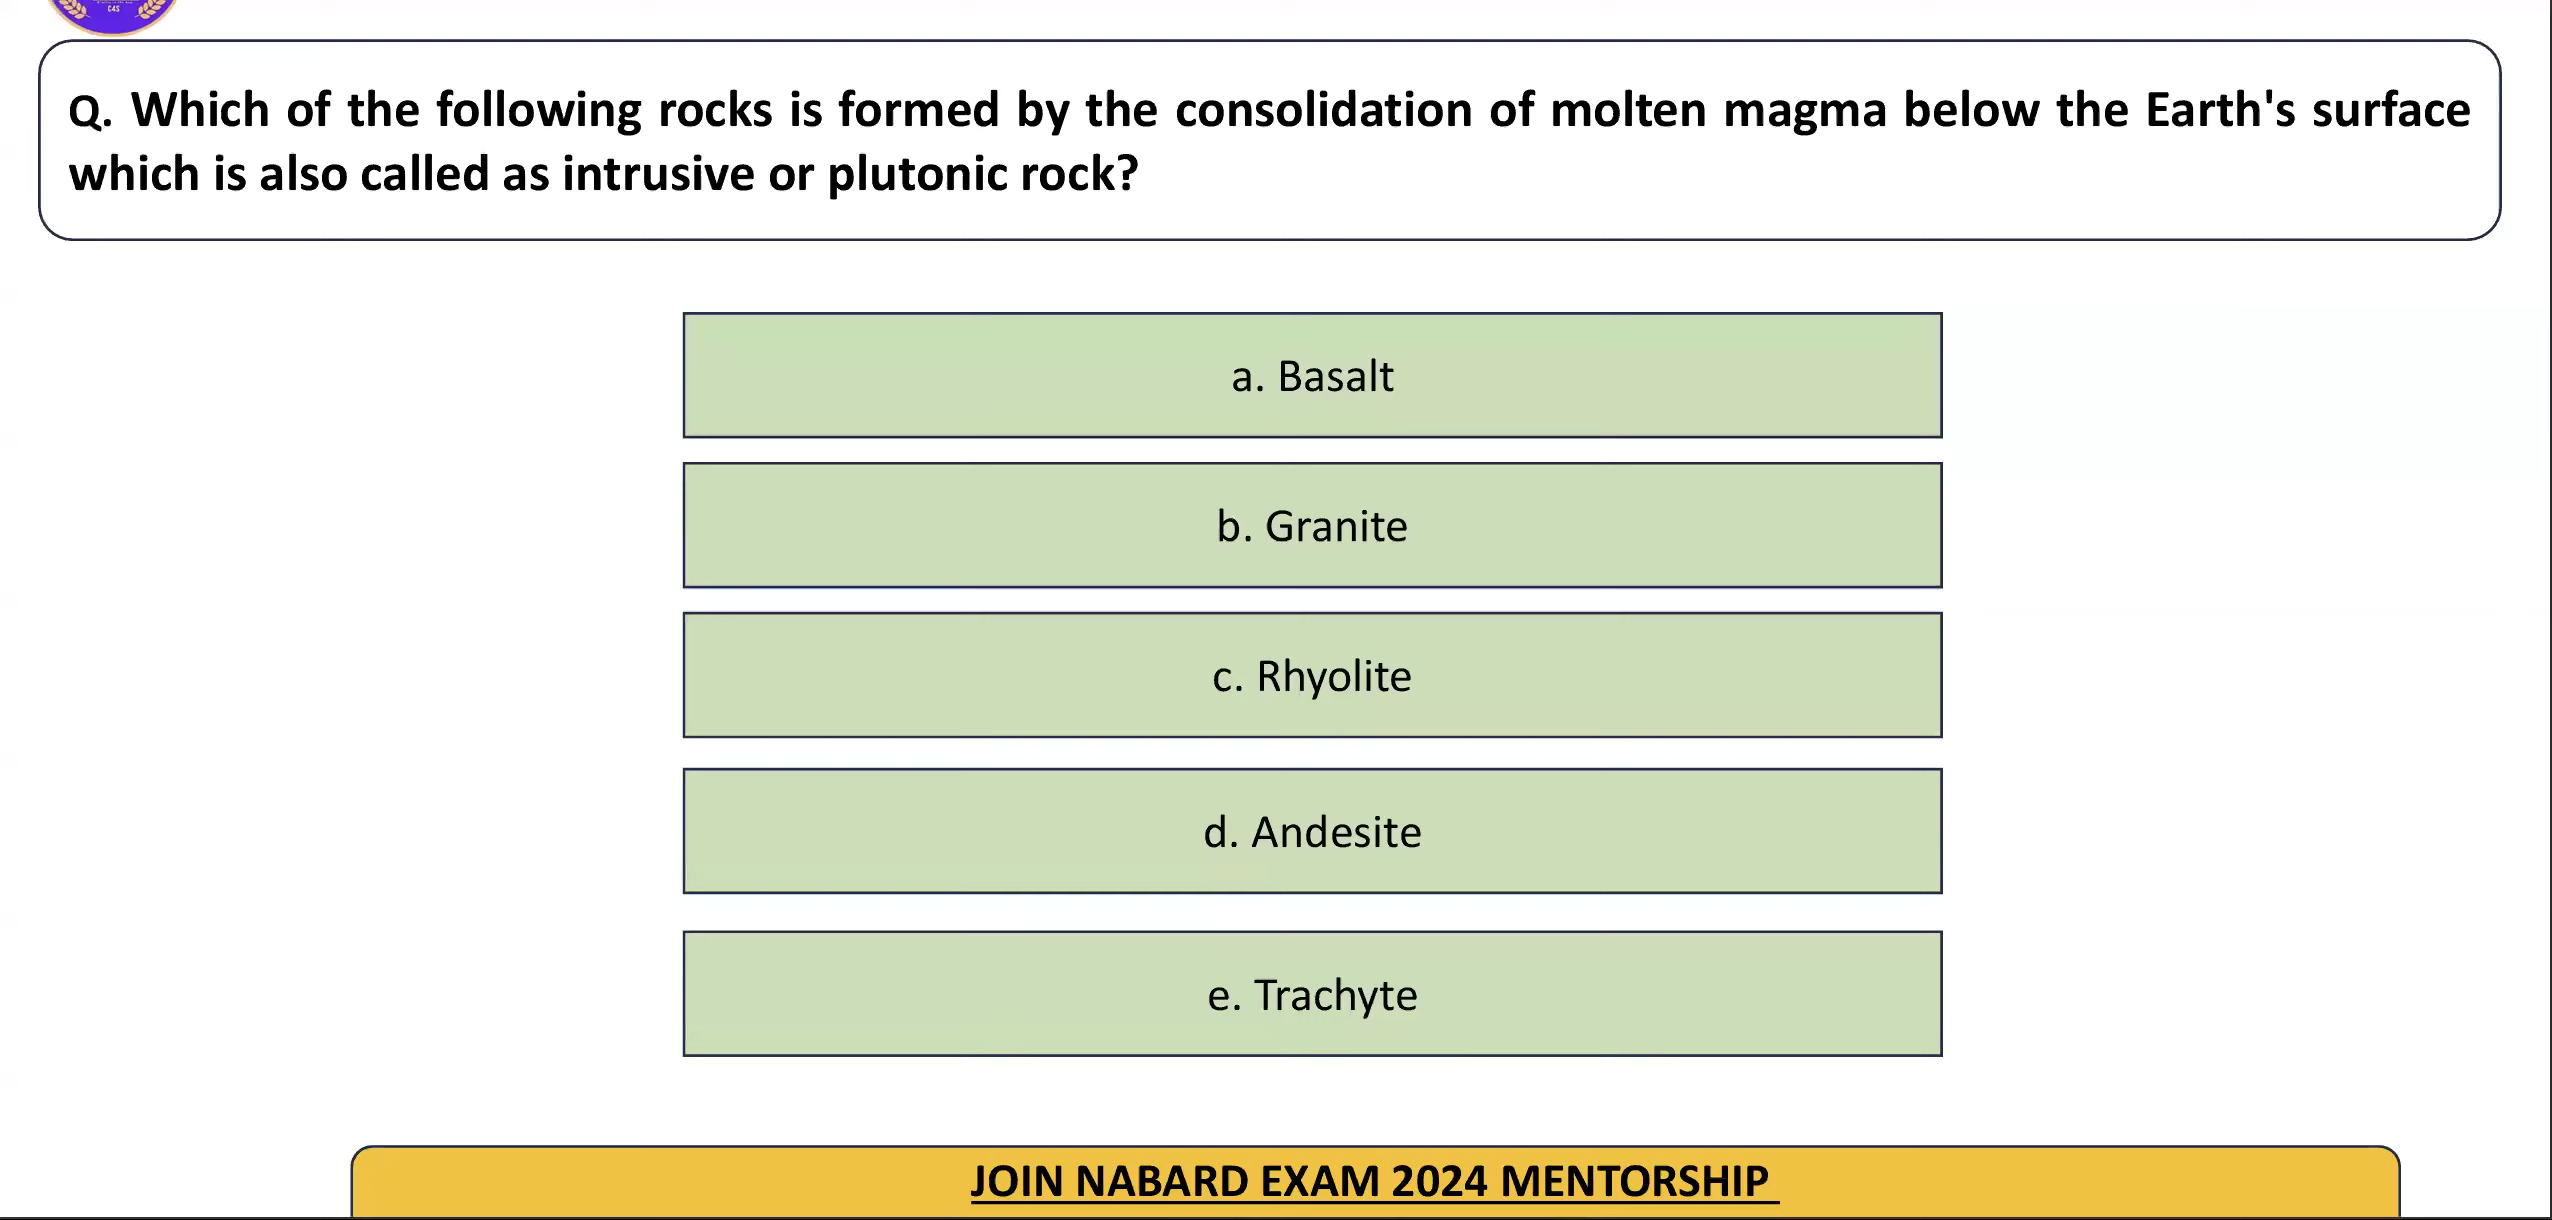 C4S
Q. Which of the following rocks is formed by the consolidation of molten magma below the Earth's surface
which is also called as intrusive or plutonic rock?
a. Basalt
b. Granite
c. Rhyolite
d. Andesite
e. Trachyte
JOIN NABARD EXAM 2024 MENTORSHIP